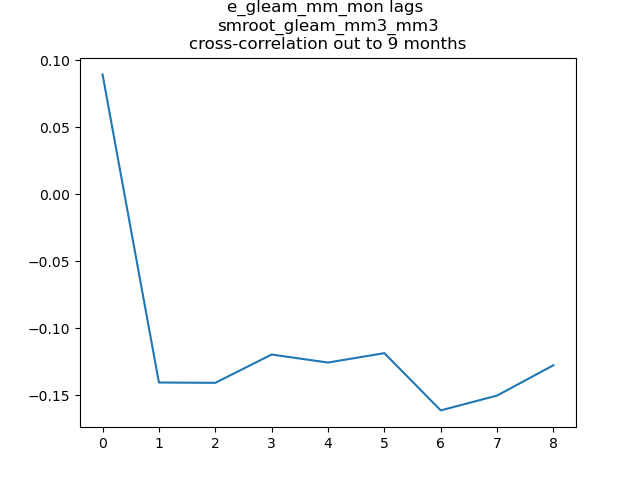 e_gleam_mm_mon lags
smroot_gleam_mm3_mm3
cross-correlation out to 9 months
0.10
0.05
0.00
−0.05
−0.10
−0.15
0 1 2 3 4 5 6 7 8